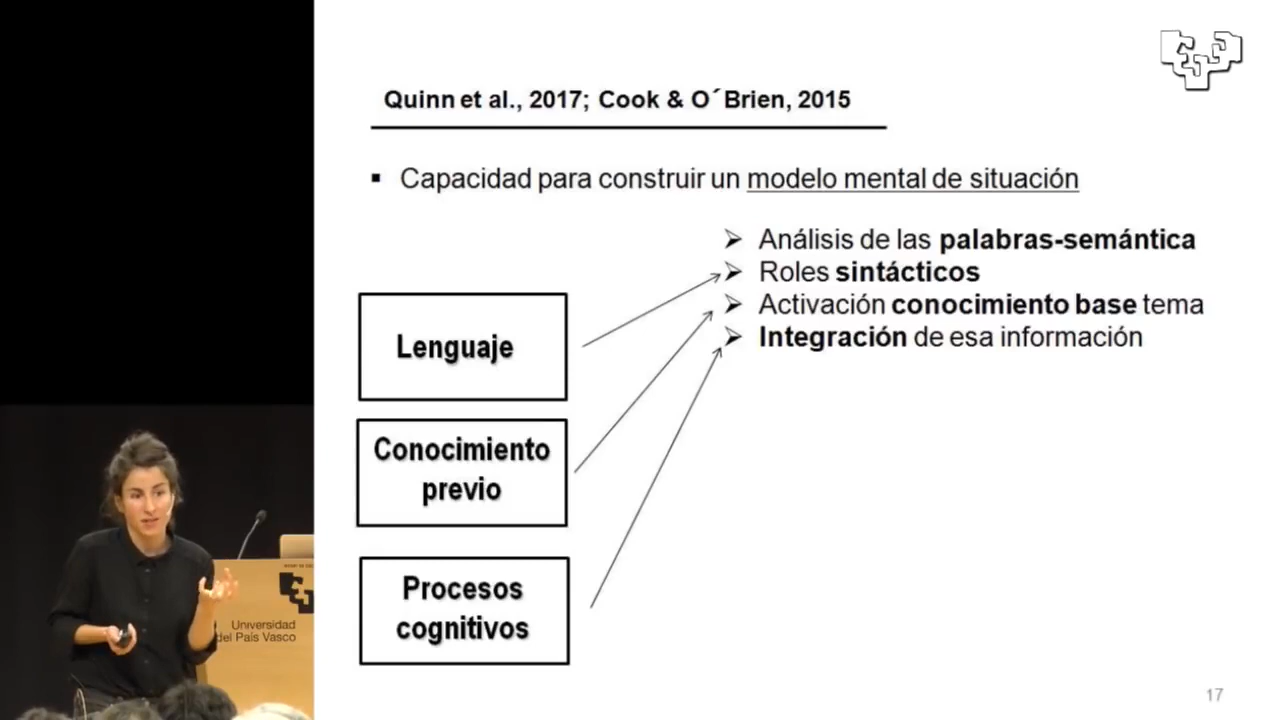 Quinn et al., 2017; Cook & O´Brien, 2015
▪ Capacidad para construir un modelo mental de situación
➢ Análisis de las palabras-semántica
➢ Roles sintácticos
➢ Activación conocimiento base tema
➢ Integración de esa información
Lenguaje
Conocimiento
previo
Procesos
cognitivos
Universidad
del País Vasco
17